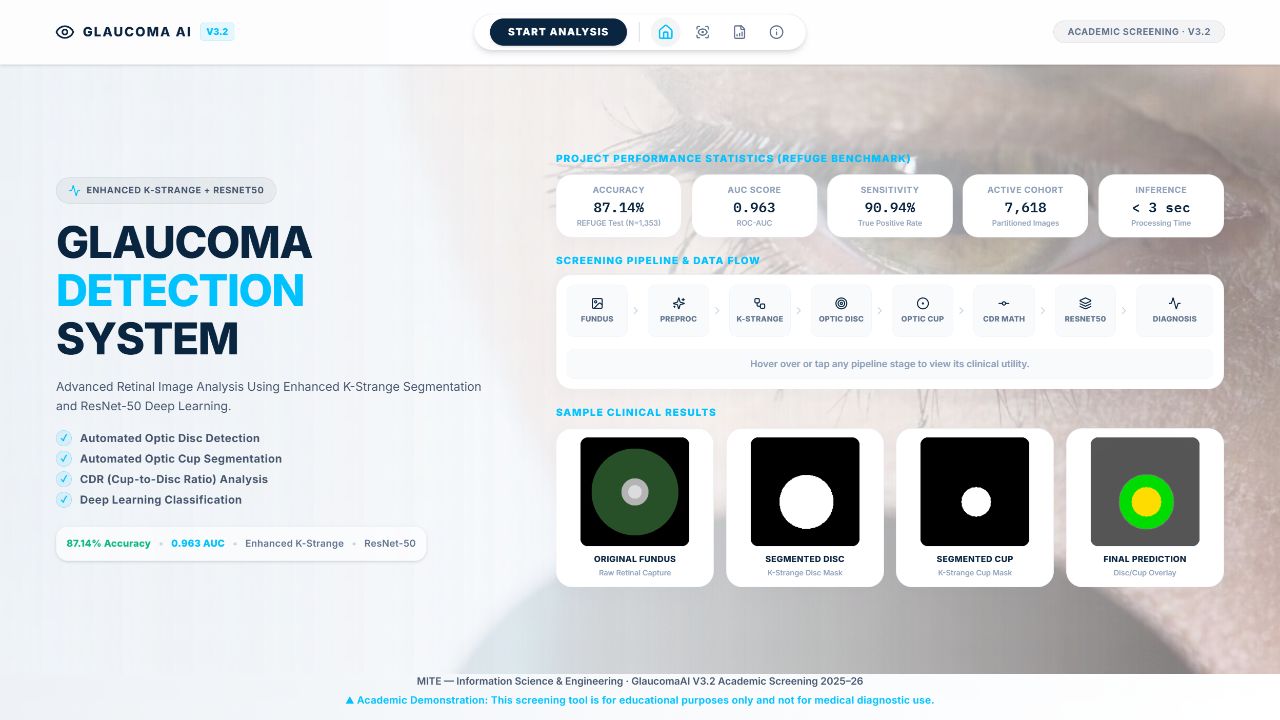 GLAUCOMA AI V3.2
START ANALYSIS
ACADEMIC SCREENING · V3.2
ENHANCED K-STRANGE + RESNET50
GLAUCOMA
DETECTION
SYSTEM
Advanced Retinal Image Analysis Using Enhanced K-Strange Segmentation
and ResNet-50 Deep Learning.
✓ Automated Optic Disc Detection
✓ Automated Optic Cup Segmentation
✓ CDR (Cup-to-Disc Ratio) Analysis
✓ Deep Learning Classification
87.14% Accuracy • 0.963 AUC • Enhanced K-Strange • ResNet-50
PROJECT PERFORMANCE STATISTICS (REFUGE BENCHMARK)
ACCURACY
87.14%
REFUGE Test (N=1,353)
AUC SCORE
0.963
ROC-AUC
SENSITIVITY
90.94%
True Positive Rate
ACTIVE COHORT
7,618
Partitioned Images
INFERENCE
< 3 sec
Processing Time
SCREENING PIPELINE & DATA FLOW
FUNDUS › PREPROC › K-STRANGE › OPTIC DISC › OPTIC CUP › CDR MATH › RESNET50 › DIAGNOSIS
Hover over or tap any pipeline stage to view its clinical utility.
SAMPLE CLINICAL RESULTS
ORIGINAL FUNDUS
Raw Retinal Capture
SEGMENTED DISC
K-Strange Disc Mask
SEGMENTED CUP
K-Strange Cup Mask
FINAL PREDICTION
Disc/Cup Overlay
MITE — Information Science & Engineering · GlaucomaAI V3.2 Academic Screening 2025–26
▲ Academic Demonstration: This screening tool is for educational purposes only and not for medical diagnostic use.